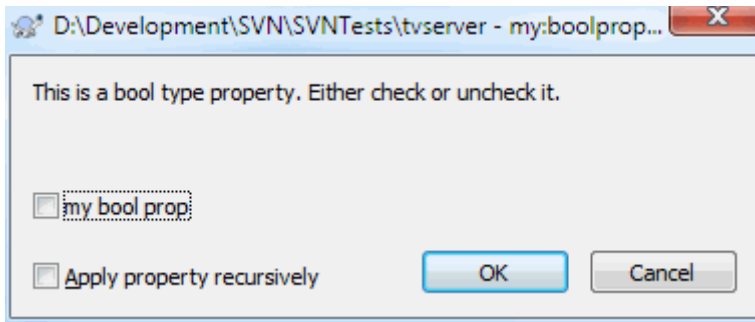 D:\Development\SVN\SVNTests\tvserver - my:boolprop...
This is a bool type property. Either check or uncheck it.
my bool prop
Apply property recursively
OK
Cancel